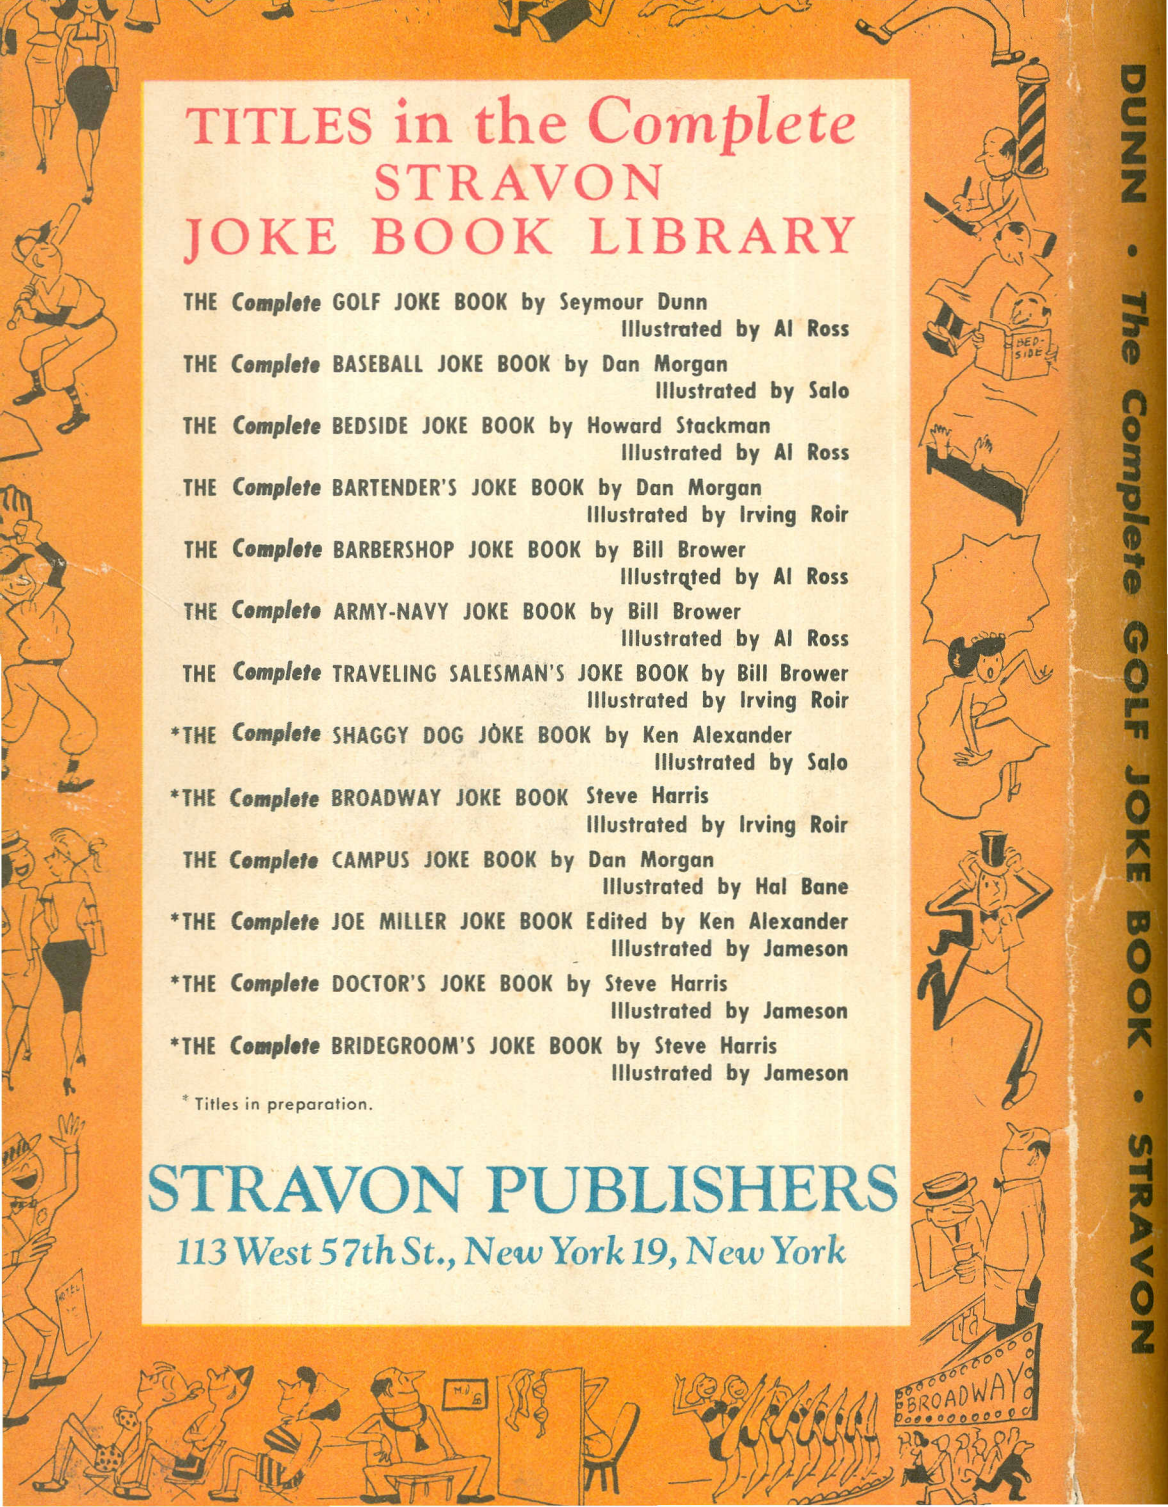 TITLES in the Complete
STRAVON
JOKE BOOK LIBRARY
THE Complete GOLF JOKE BOOK by Seymour Dunn
Illustrated by Al Ross
THE Complete BASEBALL JOKE BOOK by Dan Morgan
Illustrated by Salo
THE Complete BEDSIDE JOKE BOOK by Howard Stackman
Illustrated by Al Ross
THE Complete BARTENDER'S JOKE BOOK by Dan Morgan
Illustrated by Irving Roir
THE Complete BARBERSHOP JOKE BOOK by Bill Brower
Illustrated by Al Ross
THE Complete ARMY-NAVY JOKE BOOK by Bill Brower
Illustrated by Al Ross
THE Complete TRAVELING SALESMAN'S JOKE BOOK by Bill Brower
Illustrated by Irving Roir
*THE Complete SHAGGY DOG JOKE BOOK by Ken Alexander
Illustrated by Salo
*THE Complete BROADWAY JOKE BOOK Steve Harris
Illustrated by Irving Roir
THE Complete CAMPUS JOKE BOOK by Dan Morgan
Illustrated by Hal Bane
*THE Complete JOE MILLER JOKE BOOK Edited by Ken Alexander
Illustrated by Jameson
*THE Complete DOCTOR'S JOKE BOOK by Steve Harris
Illustrated by Jameson
*THE Complete BRIDEGROOM'S JOKE BOOK by Steve Harris
Illustrated by Jameson
* Titles in preparation.
STRAVON PUBLISHERS
113 West 57th St., New York 19, New York
BED-
SIDE
HOTEL
BROADWAY
DUNN • The Complete GOLF JOKE BOOK • STRAVON